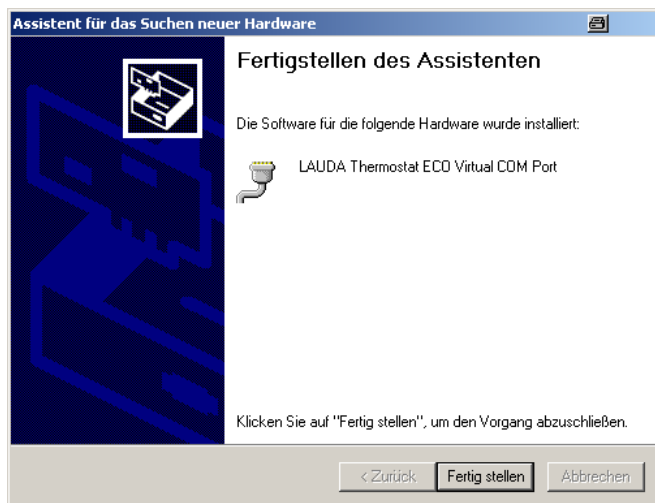 Assistent für das Suchen neuer Hardware
Fertigstellen des Assistenten
Die Software für die folgende Hardware wurde installiert:
LAUDA Thermostat ECO Virtual COM Port
Klicken Sie auf "Fertig stellen", um den Vorgang abzuschließen.
< Zurück Fertig stellen Abbrechen